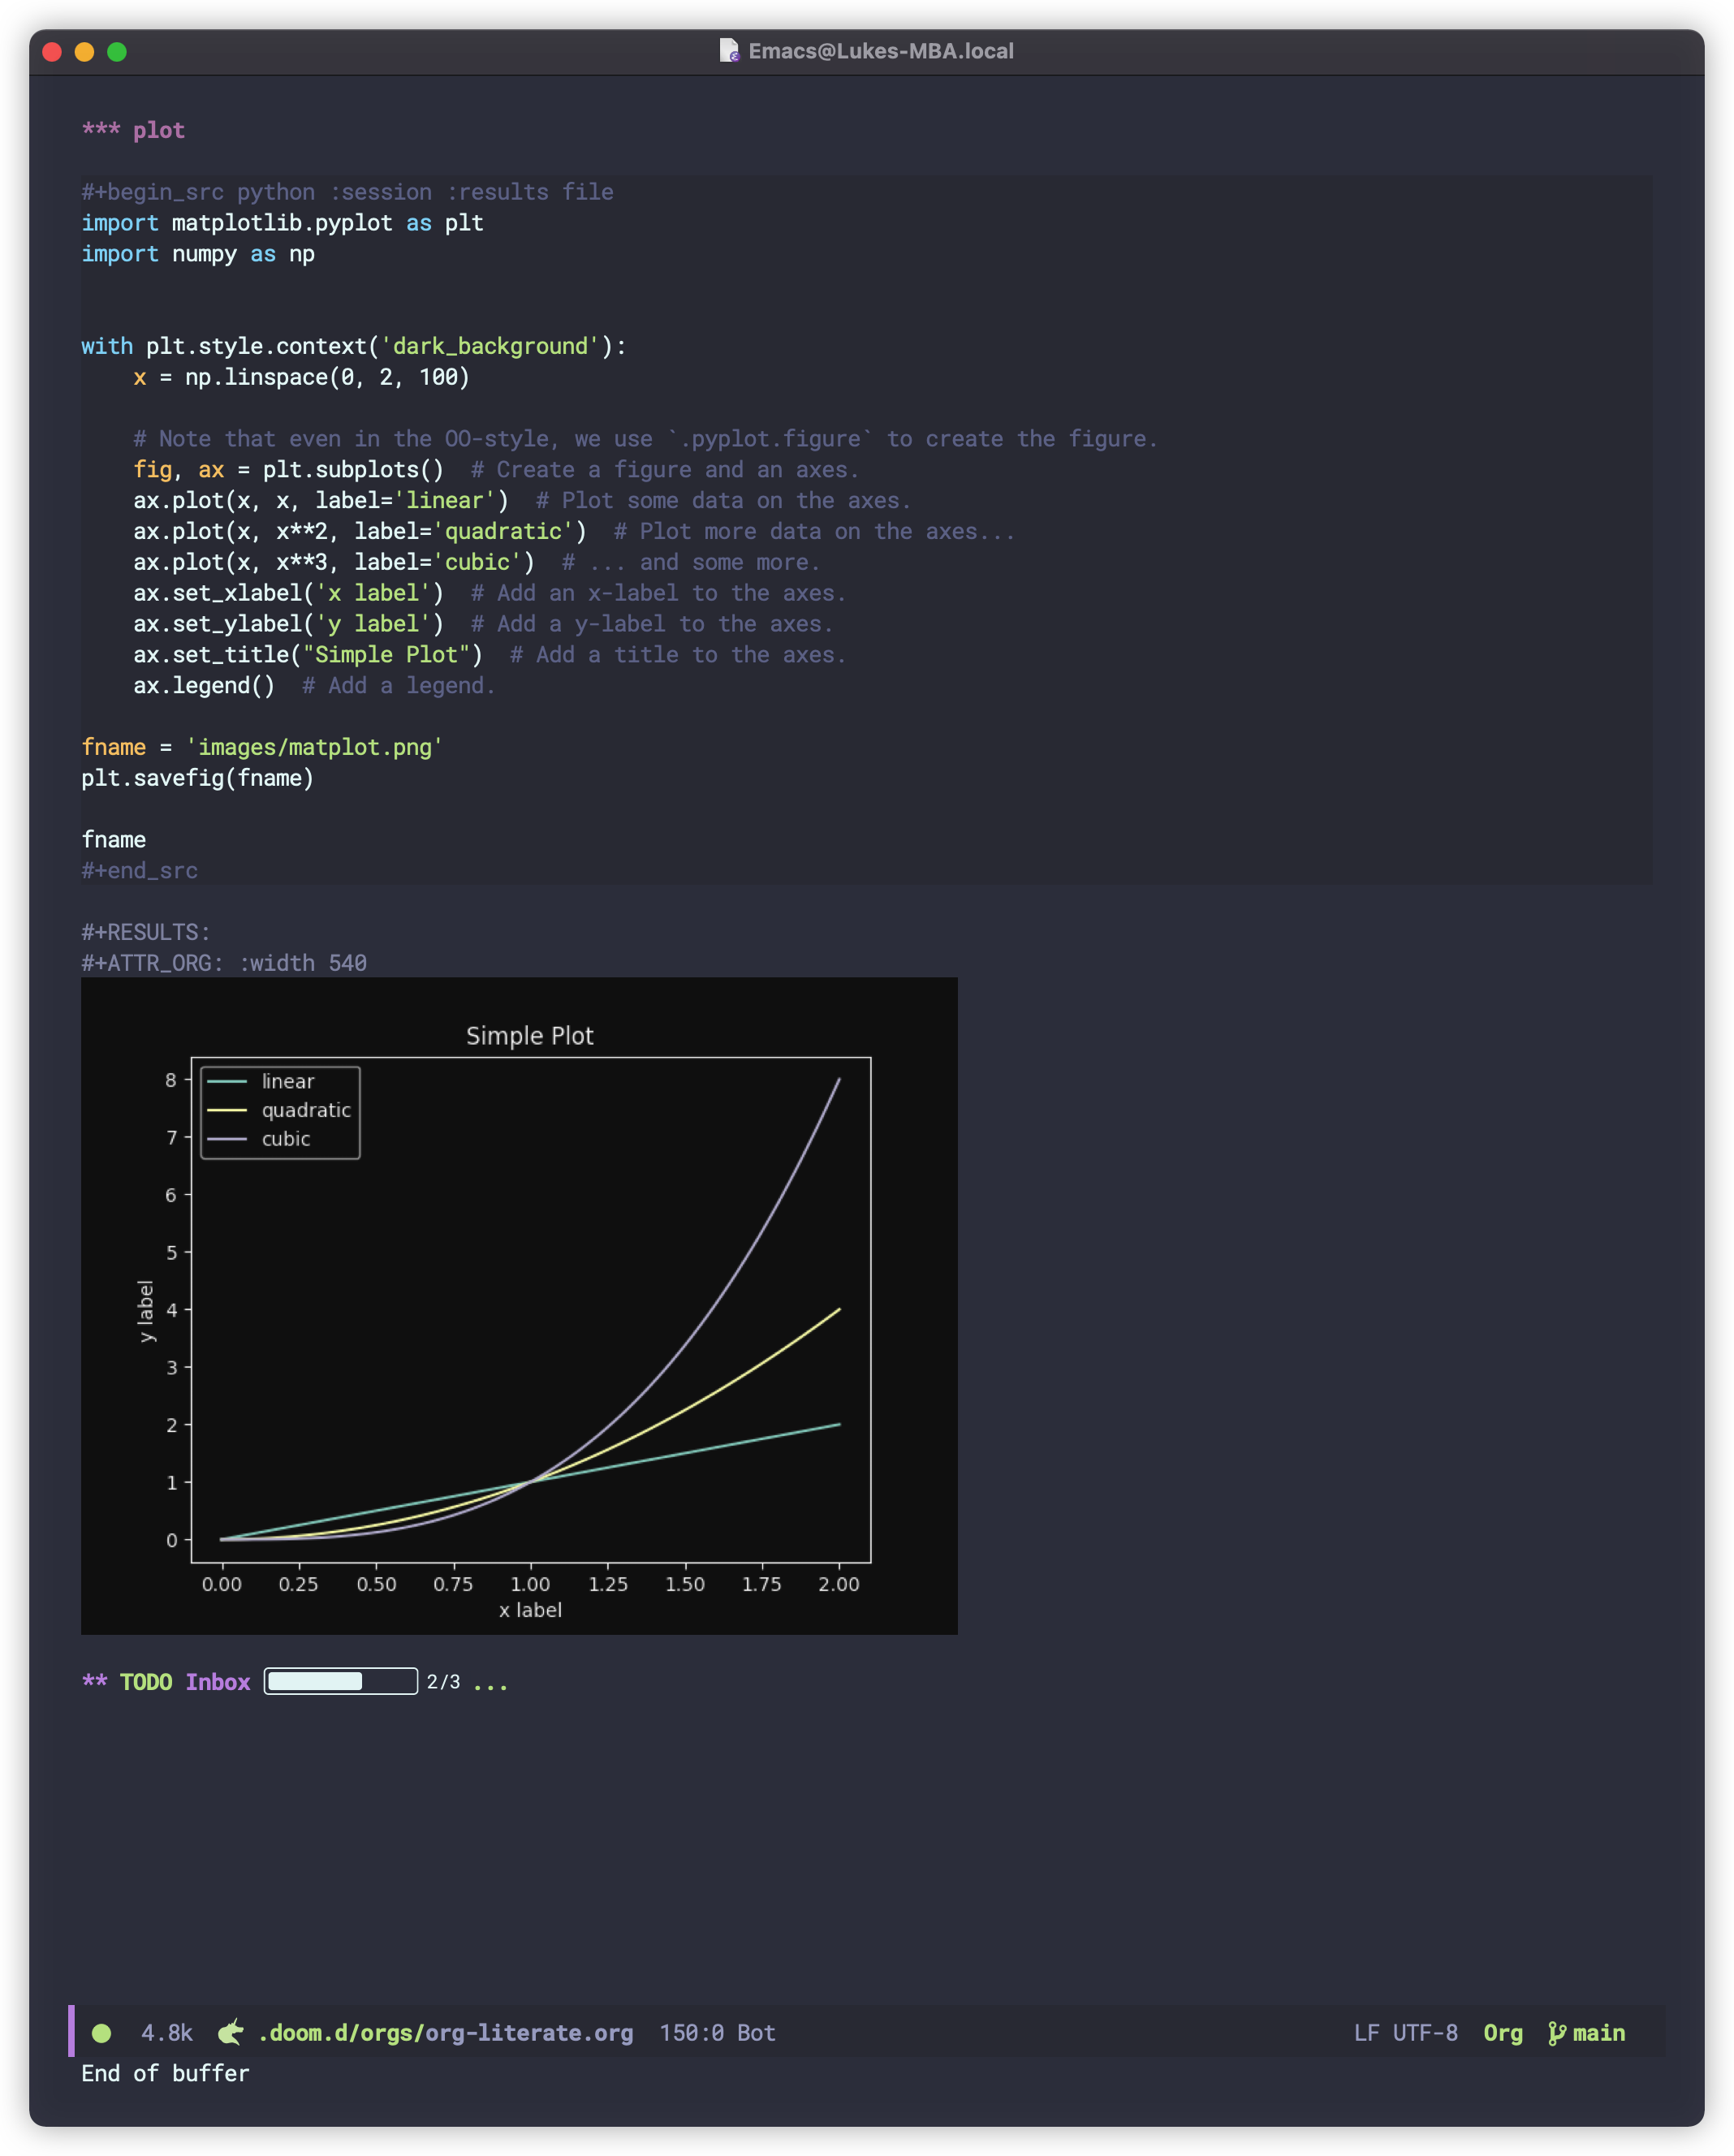 Emacs@Lukes-MBA.local
*** plot
#+begin_src python :session :results file
import matplotlib.pyplot as plt
import numpy as np
with plt.style.context('dark_background'):
    x = np.linspace(0, 2, 100)
    # Note that even in the OO-style, we use `.pyplot.figure` to create the figure.
    fig, ax = plt.subplots()  # Create a figure and an axes.
    ax.plot(x, x, label='linear')  # Plot some data on the axes.
    ax.plot(x, x**2, label='quadratic')  # Plot more data on the axes...
    ax.plot(x, x**3, label='cubic')  # ... and some more.
    ax.set_xlabel('x label')  # Add an x-label to the axes.
    ax.set_ylabel('y label')  # Add a y-label to the axes.
    ax.set_title("Simple Plot")  # Add a title to the axes.
    ax.legend()  # Add a legend.
fname = 'images/matplot.png'
plt.savefig(fname)
fname
#+end_src
#+RESULTS:
#+ATTR_ORG: :width 540
Simple Plot
linear
quadratic
cubic
8
7
6
5
4
3
2
1
0
y label
0.00 0.25 0.50 0.75 1.00 1.25 1.50 1.75 2.00
x label
** TODO Inbox 2/3 ...
4.8k .doom.d/orgs/org-literate.org 150:0 Bot LF UTF-8 Org main
End of buffer